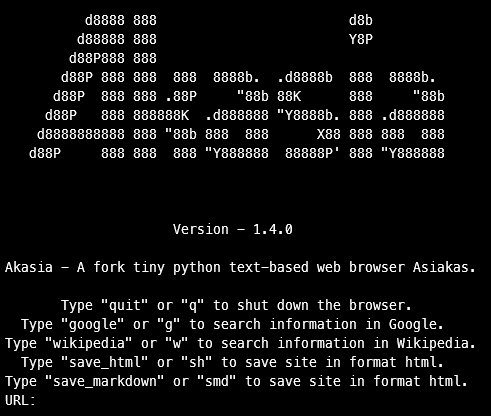 d8888 888                        d8b
         d88888 888                        Y8P
        d88P888 888
       d88P 888 888  888  8888b.  .d8888b  888  8888b.
      d88P  888 888 .88P     "88b 88K      888     "88b
     d88P   888 888888K  .d888888 "Y8888b. 888 .d888888
    d8888888888 888 "88b 888  888      X88 888 888  888
   d88P     888 888  888 "Y888888  88888P' 888 "Y888888
Version - 1.4.0
Akasia - A fork tiny python text-based web browser Asiakas.
Type "quit" or "q" to shut down the browser.
Type "google" or "g" to search information in Google.
Type "wikipedia" or "w" to search information in Wikipedia.
Type "save_html" or "sh" to save site in format html.
Type "save_markdown" or "smd" to save site in format html.
URL: